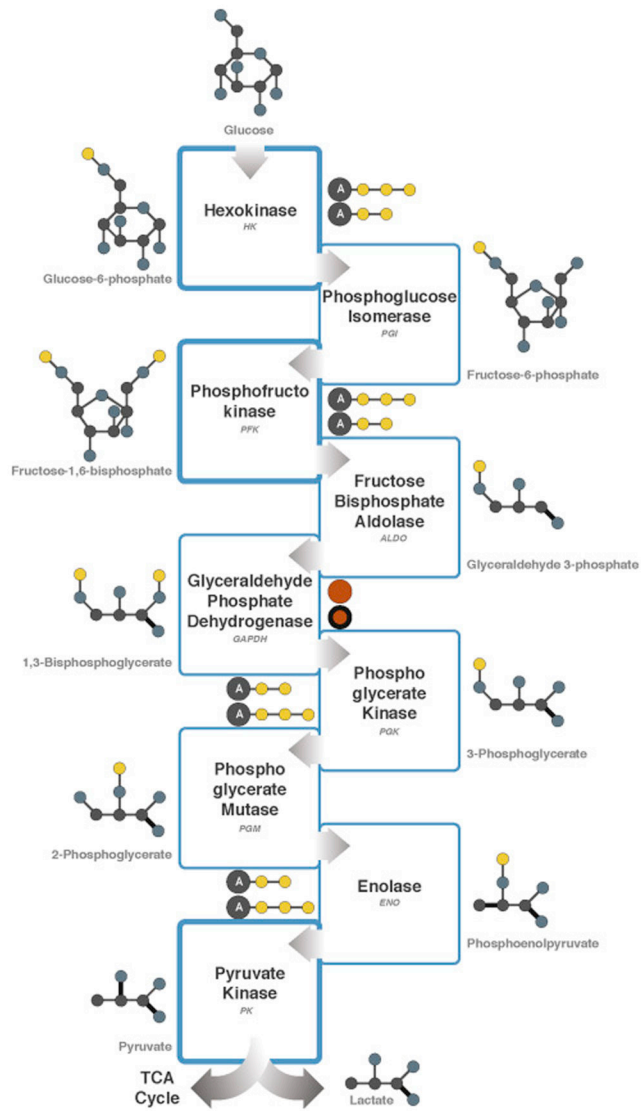 Glucose
Hexokinase
HK
A
A
Glucose-6-phosphate
Phosphoglucose
Isomerase
PGI
Fructose-6-phosphate
Phosphofructo
kinase
PFK
A
A
Fructose-1,6-bisphosphate
Fructose
Bisphosphate
Aldolase
ALDO
Glyceraldehyde 3-phosphate
Glyceraldehyde
Phosphate
Dehydrogenase
GAPDH
1,3-Bisphosphoglycerate
Phospho
glycerate
Kinase
PGK
A
A
3-Phosphoglycerate
Phospho
glycerate
Mutase
PGM
2-Phosphoglycerate
Enolase
ENO
A
A
Phosphoenolpyruvate
Pyruvate
Kinase
PK
Pyruvate
TCA
Cycle
Lactate